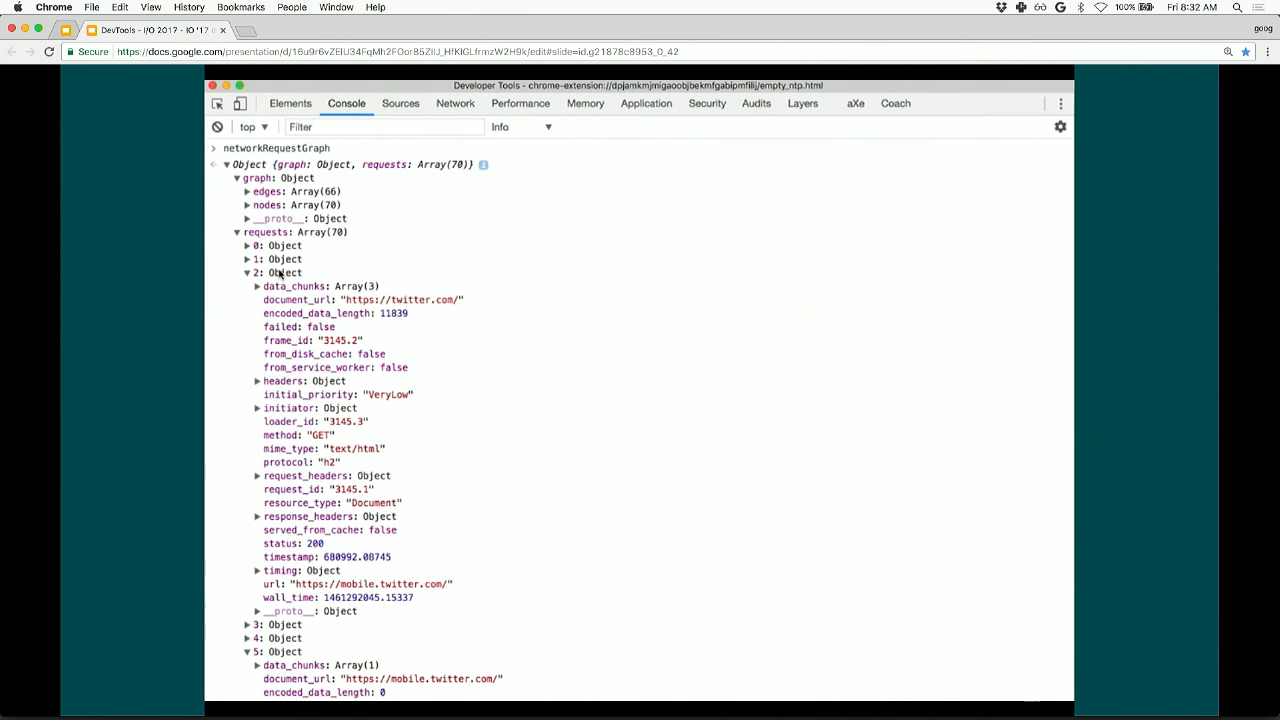 Chrome File Edit View History Bookmarks People Window Help 100% Fri 8:32 AM
DevTools - I/O 2017 - IO '17 goog
Secure https://docs.google.com/presentation/d/16u9r6vZEIU34FqMh2FOor85ZIIJ_HfKIGLfrmzW2H9k/edit#slide=id.g21878c8953_0_42
Developer Tools - chrome-extension://dpjamkmjmigaoobjbekmfgabipmfilij/empty_ntp.html
Elements Console Sources Network Performance Memory Application Security Audits Layers aXe Coach
top Filter Info
networkRequestGraph
Object {graph: Object, requests: Array(70)}
graph: Object
edges: Array(66)
nodes: Array(70)
__proto__: Object
requests: Array(70)
0: Object
1: Object
2: Object
data_chunks: Array(3)
document_url: "https://twitter.com/"
encoded_data_length: 11839
failed: false
frame_id: "3145.2"
from_disk_cache: false
from_service_worker: false
headers: Object
initial_priority: "VeryLow"
initiator: Object
loader_id: "3145.3"
method: "GET"
mime_type: "text/html"
protocol: "h2"
request_headers: Object
request_id: "3145.1"
resource_type: "Document"
response_headers: Object
served_from_cache: false
status: 200
timestamp: 680992.08745
timing: Object
url: "https://mobile.twitter.com/"
wall_time: 1461292045.15337
__proto__: Object
3: Object
4: Object
5: Object
data_chunks: Array(1)
document_url: "https://mobile.twitter.com/"
encoded_data_length: 0